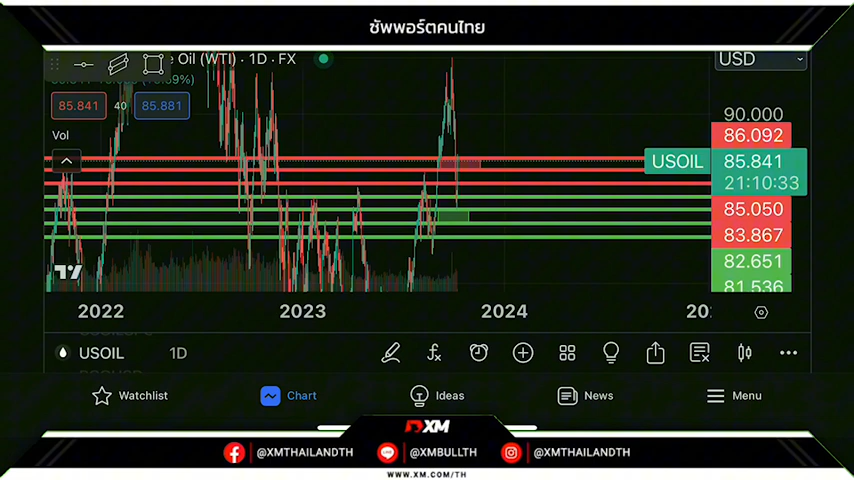 ซัพพอร์ตคนไทย
e Oil (WTI) · 1D · FX
USD
85.841
40
85.881
90.000
Vol
86.092
USOIL
85.841
21:10:33
85.050
83.867
82.651
81.536
2022
2023
2024
USOIL
1D
Watchlist
Chart
Ideas
News
Menu
XM
@XMTHAILANDTH
@XMBULLTH
@XMTHAILANDTH
WWW.XM.COM/TH